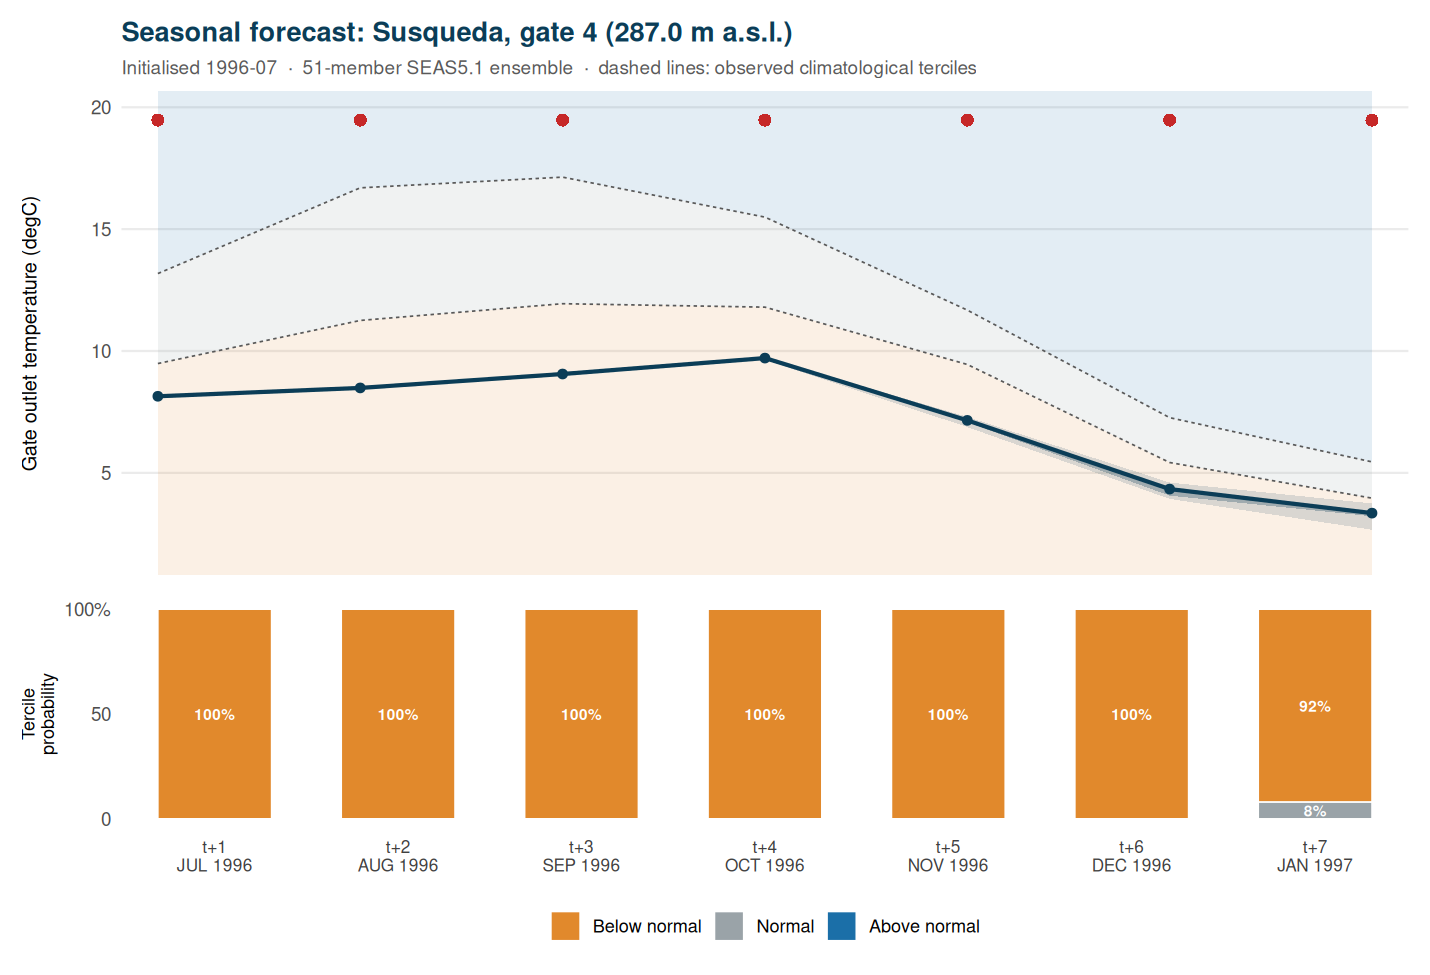 Seasonal forecast: Susqueda, gate 4 (287.0 m a.s.l.)
Initialised 1996-07 · 51-member SEAS5.1 ensemble · dashed lines: observed climatological terciles
Gate outlet temperature (degC)
20
15
10
5
Tercile
probability
100%
50
0
100%
100%
100%
100%
100%
100%
92%
8%
t+1
JUL 1996
t+2
AUG 1996
t+3
SEP 1996
t+4
OCT 1996
t+5
NOV 1996
t+6
DEC 1996
t+7
JAN 1997
Below normal
Normal
Above normal